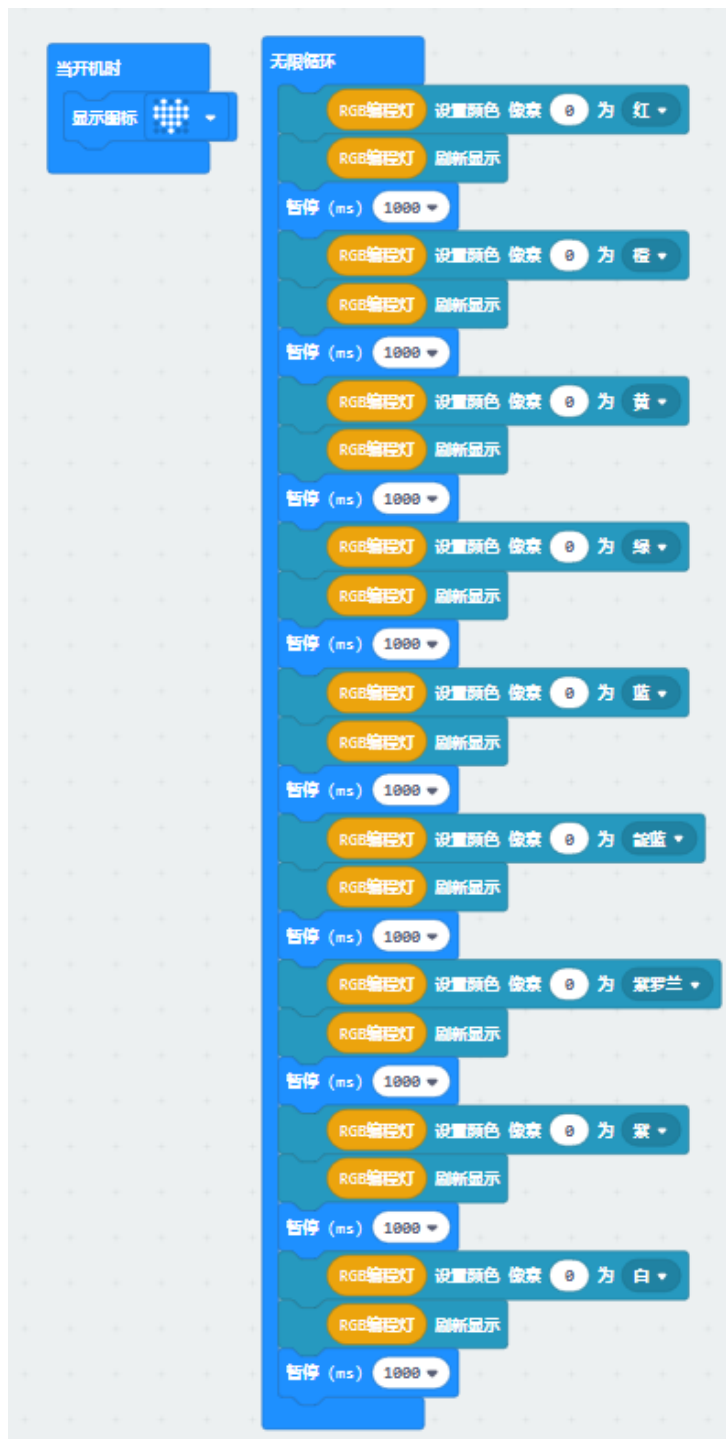 当开机时
显示图标
无限循环
RGB编程灯 设置颜色 像素 0 为 红
RGB编程灯 刷新显示
暂停 (ms) 1000
RGB编程灯 设置颜色 像素 0 为 橙
RGB编程灯 刷新显示
暂停 (ms) 1000
RGB编程灯 设置颜色 像素 0 为 黄
RGB编程灯 刷新显示
暂停 (ms) 1000
RGB编程灯 设置颜色 像素 0 为 绿
RGB编程灯 刷新显示
暂停 (ms) 1000
RGB编程灯 设置颜色 像素 0 为 蓝
RGB编程灯 刷新显示
暂停 (ms) 1000
RGB编程灯 设置颜色 像素 0 为 靛蓝
RGB编程灯 刷新显示
暂停 (ms) 1000
RGB编程灯 设置颜色 像素 0 为 紫罗兰
RGB编程灯 刷新显示
暂停 (ms) 1000
RGB编程灯 设置颜色 像素 0 为 紫
RGB编程灯 刷新显示
暂停 (ms) 1000
RGB编程灯 设置颜色 像素 0 为 白
RGB编程灯 刷新显示
暂停 (ms) 1000